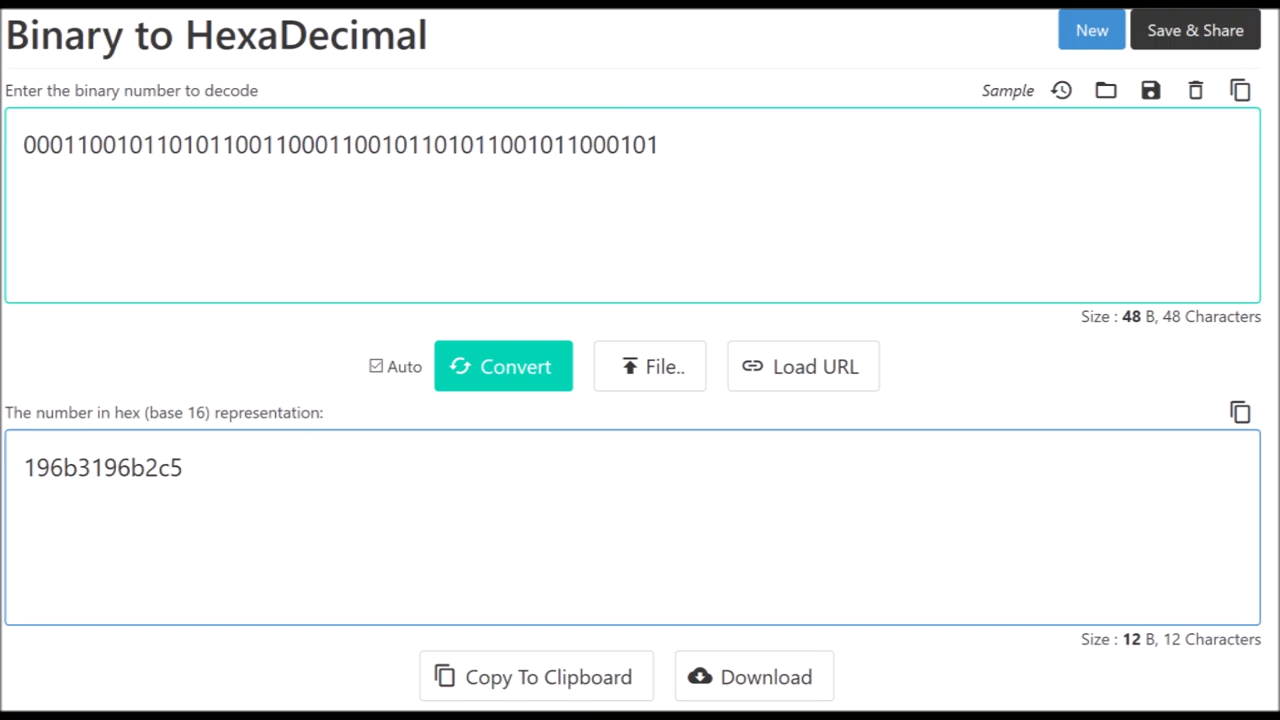 Binary to HexaDecimal
New
Save & Share
Enter the binary number to decode
Sample
000110010110101100110001100101101011001011000101
Size : 48 B, 48 Characters
Auto
Convert
File..
Load URL
The number in hex (base 16) representation:
196b3196b2c5
Size : 12 B, 12 Characters
Copy To Clipboard
Download